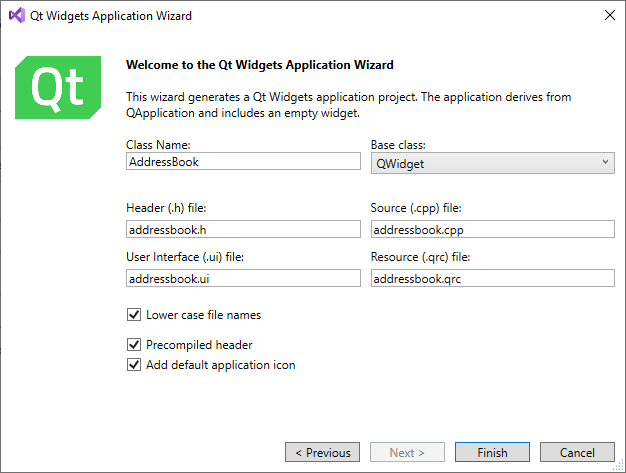 Qt Widgets Application Wizard
Qt
Welcome to the Qt Widgets Application Wizard
This wizard generates a Qt Widgets application project. The application derives from
QApplication and includes an empty widget.
Class Name:
AddressBook
Base class:
QWidget
Header (.h) file:
addressbook.h
Source (.cpp) file:
addressbook.cpp
User Interface (.ui) file:
addressbook.ui
Resource (.qrc) file:
addressbook.qrc
Lower case file names
Precompiled header
Add default application icon
< Previous
Next >
Finish
Cancel